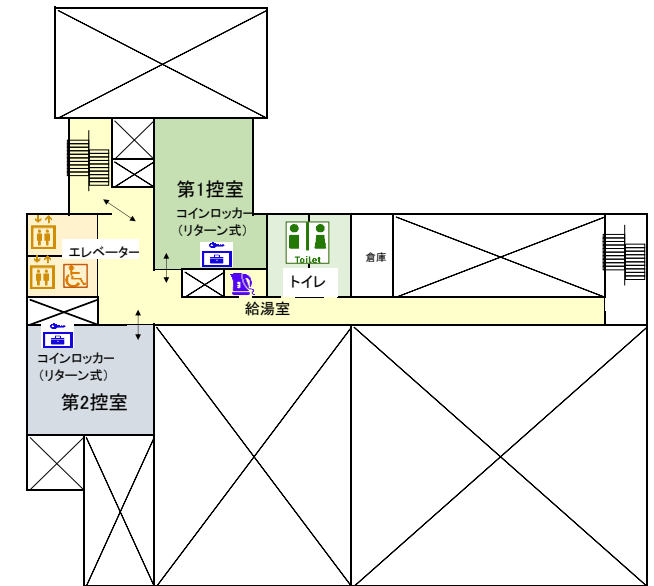 第1控室
コインロッカー
(リターン式)
エレベーター
Toilet
トイレ
倉庫
給湯室
コインロッカー
(リターン式)
第2控室